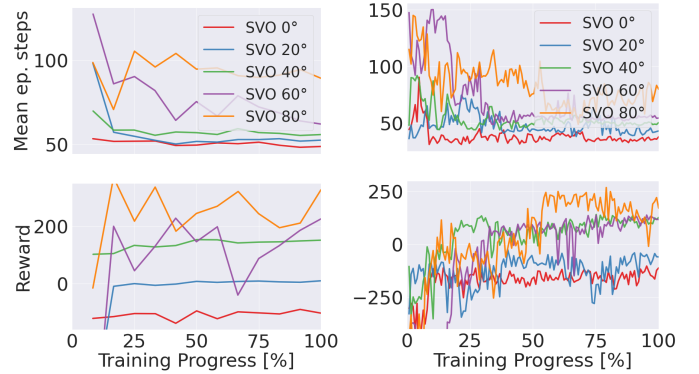 Mean ep. steps
100
50
SVO 0°
SVO 20°
SVO 40°
SVO 60°
SVO 80°
150
100
50
SVO 0°
SVO 20°
SVO 40°
SVO 60°
SVO 80°
Reward
200
0
0 25 50 75 100
Training Progress [%]
250
0
−250
0 25 50 75 100
Training Progress [%]